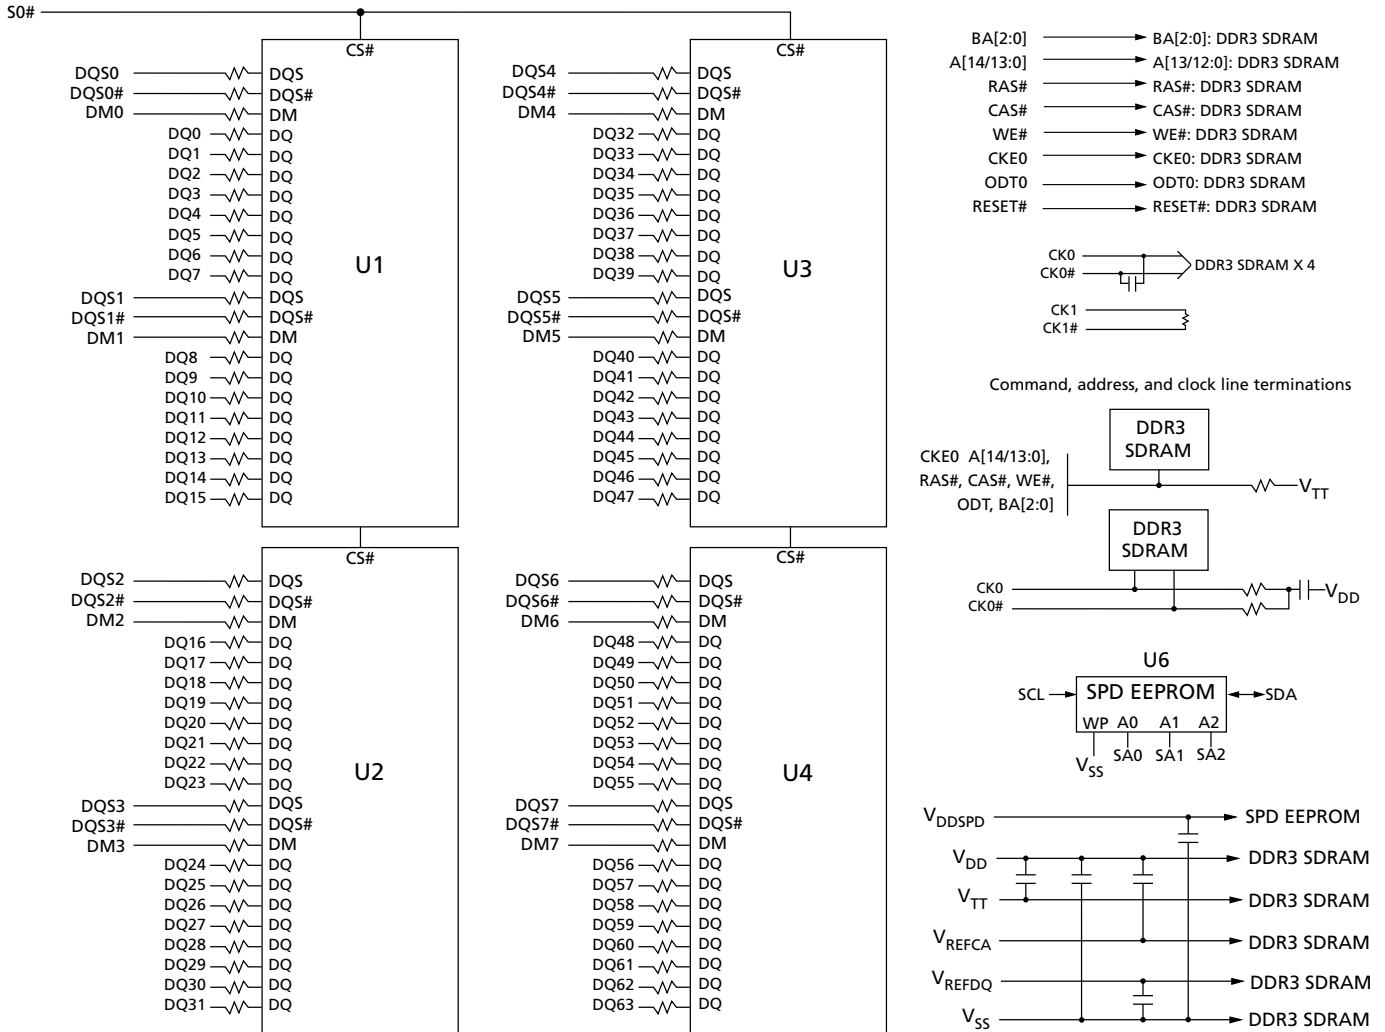 S0#
CS#
DQS0 DQS
DQS0# DQS#
DM0 DM
DQ0 DQ
DQ1 DQ
DQ2 DQ
DQ3 DQ
DQ4 DQ
DQ5 DQ
DQ6 DQ
DQ7 DQ
U1
DQS1 DQS
DQS1# DQS#
DM1 DM
DQ8 DQ
DQ9 DQ
DQ10 DQ
DQ11 DQ
DQ12 DQ
DQ13 DQ
DQ14 DQ
DQ15 DQ
CS#
DQS2 DQS
DQS2# DQS#
DM2 DM
DQ16 DQ
DQ17 DQ
DQ18 DQ
DQ19 DQ
DQ20 DQ
DQ21 DQ
DQ22 DQ
DQ23 DQ
U2
DQS3 DQS
DQS3# DQS#
DM3 DM
DQ24 DQ
DQ25 DQ
DQ26 DQ
DQ27 DQ
DQ28 DQ
DQ29 DQ
DQ30 DQ
DQ31 DQ
CS#
DQS4 DQS
DQS4# DQS#
DM4 DM
DQ32 DQ
DQ33 DQ
DQ34 DQ
DQ35 DQ
DQ36 DQ
DQ37 DQ
DQ38 DQ
DQ39 DQ
U3
DQS5 DQS
DQS5# DQS#
DM5 DM
DQ40 DQ
DQ41 DQ
DQ42 DQ
DQ43 DQ
DQ44 DQ
DQ45 DQ
DQ46 DQ
DQ47 DQ
CS#
DQS6 DQS
DQS6# DQS#
DM6 DM
DQ48 DQ
DQ49 DQ
DQ50 DQ
DQ51 DQ
DQ52 DQ
DQ53 DQ
DQ54 DQ
DQ55 DQ
U4
DQS7 DQS
DQS7# DQS#
DM7 DM
DQ56 DQ
DQ57 DQ
DQ58 DQ
DQ59 DQ
DQ60 DQ
DQ61 DQ
DQ62 DQ
DQ63 DQ
BA[2:0] BA[2:0]: DDR3 SDRAM
A[14/13:0] A[13/12:0]: DDR3 SDRAM
RAS# RAS#: DDR3 SDRAM
CAS# CAS#: DDR3 SDRAM
WE# WE#: DDR3 SDRAM
CKE0 CKE0: DDR3 SDRAM
ODT0 ODT0: DDR3 SDRAM
RESET# RESET#: DDR3 SDRAM
CK0
CK0#
DDR3 SDRAM X 4
CK1
CK1#
Command, address, and clock line terminations
DDR3
SDRAM
CKE0 A[14/13:0],
RAS#, CAS#, WE#,
ODT, BA[2:0]
VTT
DDR3
SDRAM
CK0
CK0#
VDD
U6
SCL SPD EEPROM SDA
WP A0 A1 A2
VSS SA0 SA1 SA2
VDDSPD SPD EEPROM
VDD DDR3 SDRAM
VTT DDR3 SDRAM
VREFCA DDR3 SDRAM
VREFDQ DDR3 SDRAM
VSS DDR3 SDRAM